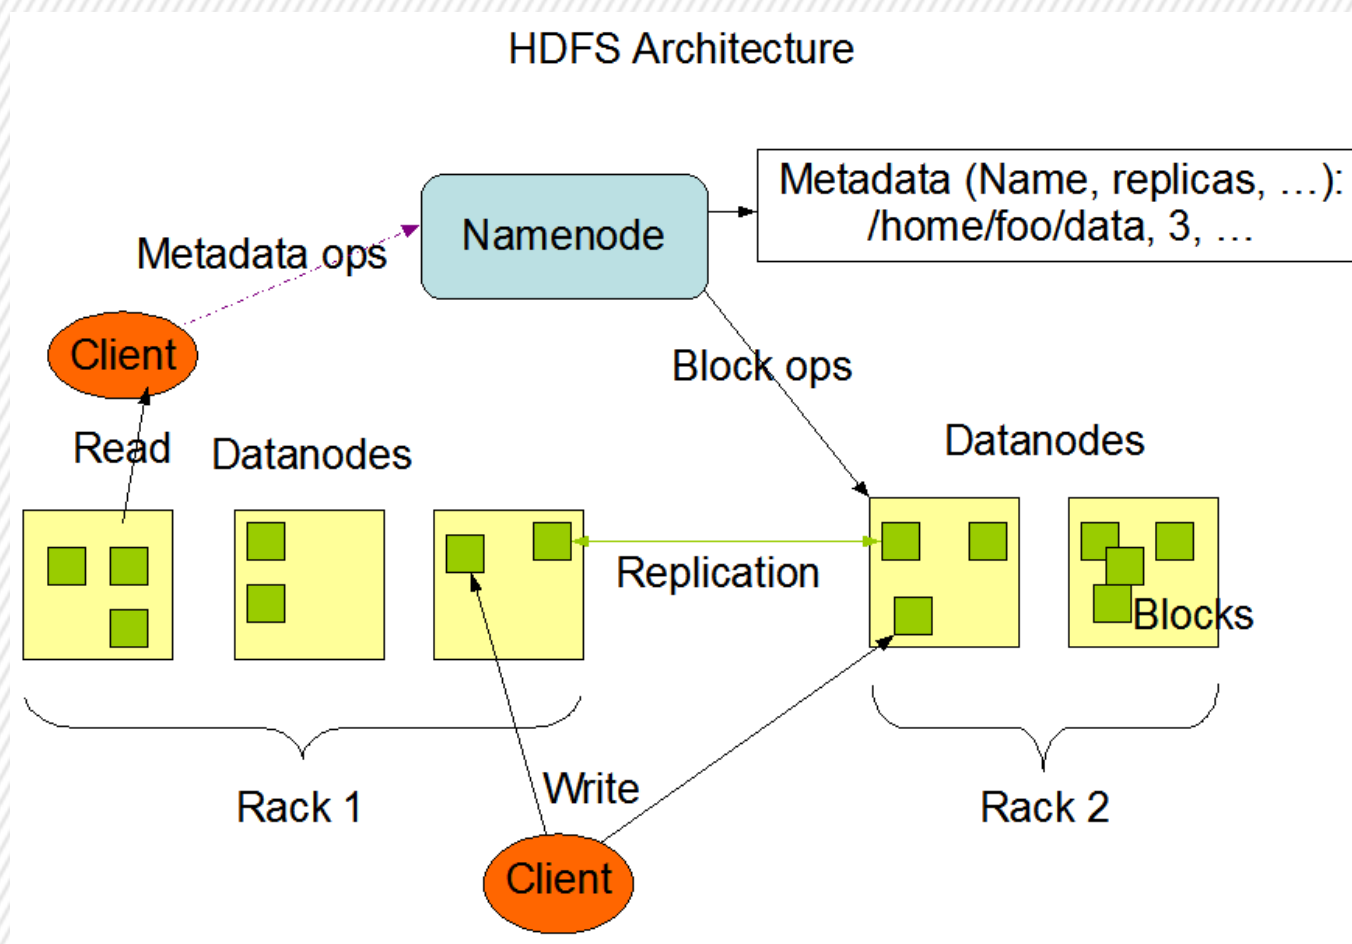 HDFS Architecture
Metadata (Name, replicas, …):
/home/foo/data, 3, …
Namenode
Metadata ops
Client
Block ops
Read
Datanodes
Datanodes
Replication
Blocks
Rack 1
Write
Rack 2
Client